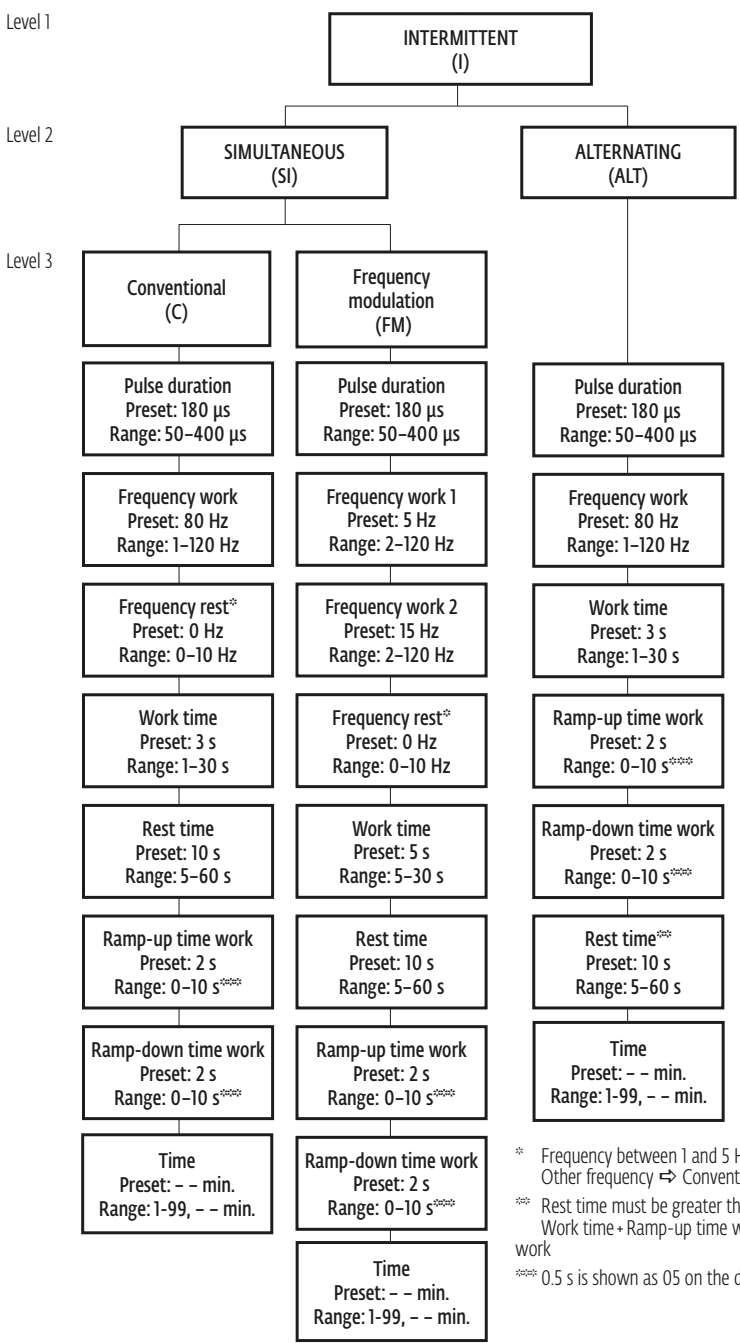 Level 1
INTERMITTENT
(I)
Level 2
SIMULTANEOUS
(SI)
ALTERNATING
(ALT)
Level 3
Conventional
(C)
Frequency
modulation
(FM)
Pulse duration
Preset: 180 µs
Range: 50–400 µs
Pulse duration
Preset: 180 µs
Range: 50–400 µs
Pulse duration
Preset: 180 µs
Range: 50–400 µs
Frequency work
Preset: 80 Hz
Range: 1–120 Hz
Frequency work 1
Preset: 5 Hz
Range: 2–120 Hz
Frequency work
Preset: 80 Hz
Range: 1–120 Hz
Frequency rest*
Preset: 0 Hz
Range: 0–10 Hz
Frequency work 2
Preset: 15 Hz
Range: 2–120 Hz
Work time
Preset: 3 s
Range: 1–30 s
Work time
Preset: 3 s
Range: 1–30 s
Frequency rest*
Preset: 0 Hz
Range: 0–10 Hz
Ramp-up time work
Preset: 2 s
Range: 0–10 s***
Rest time
Preset: 10 s
Range: 5–60 s
Work time
Preset: 5 s
Range: 5–30 s
Ramp-down time work
Preset: 2 s
Range: 0–10 s***
Ramp-up time work
Preset: 2 s
Range: 0–10 s***
Rest time
Preset: 10 s
Range: 5–60 s
Rest time**
Preset: 10 s
Range: 5–60 s
Ramp-down time work
Preset: 2 s
Range: 0–10 s***
Ramp-up time work
Preset: 2 s
Range: 0–10 s***
Time
Preset: – – min.
Range: 1-99, – – min.
Time
Preset: – – min.
Range: 1-99, – – min.
Ramp-down time work
Preset: 2 s
Range: 0–10 s***
Time
Preset: – – min.
Range: 1-99, – – min.
* Frequency between 1 and 5
Other frequency ⇨
** Rest time must be greater
Work time + Ramp-up time
work
*** 0.5 s is shown as 05 on the